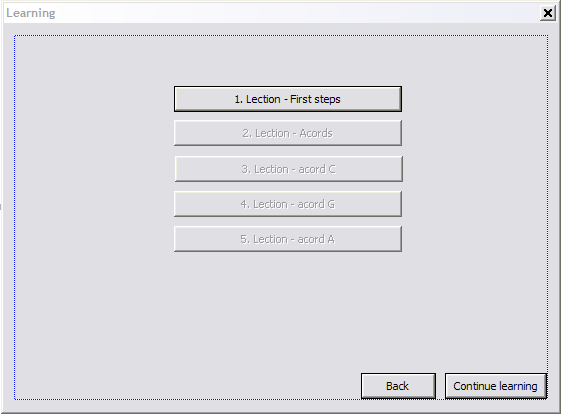 Learning
1. Lection - First steps
2. Lection - Acords
3. Lection - acord C
4. Lection - acord G
5. Lection - acord A
Back
Continue learning